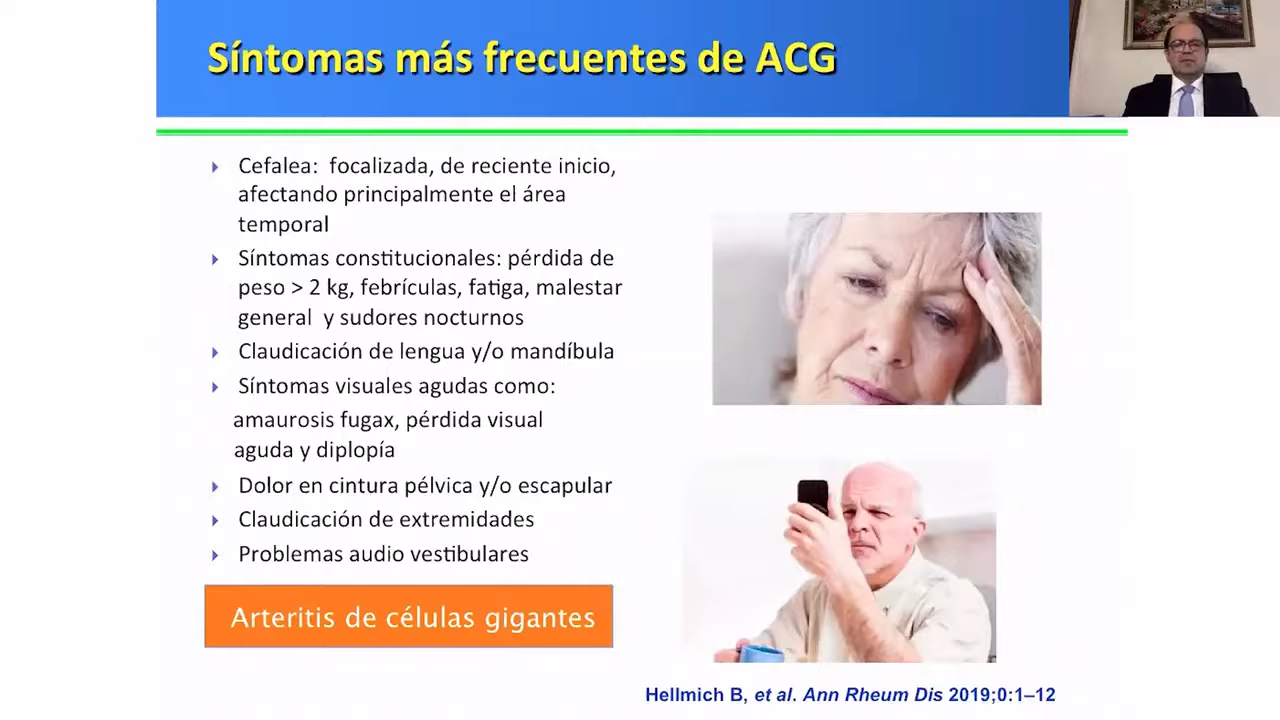 Síntomas más frecuentes de ACG
Cefalea: focalizada, de reciente inicio,
afectando principalmente el área
temporal
Síntomas constitucionales: pérdida de
peso > 2 kg, febrículas, fatiga, malestar
general y sudores nocturnos
Claudicación de lengua y/o mandíbula
Síntomas visuales agudas como:
amaurosis fugax, pérdida visual
aguda y diplopía
Dolor en cintura pélvica y/o escapular
Claudicación de extremidades
Problemas audio vestibulares
Arteritis de células gigantes
Hellmich B, et al. Ann Rheum Dis 2019;0:1–12